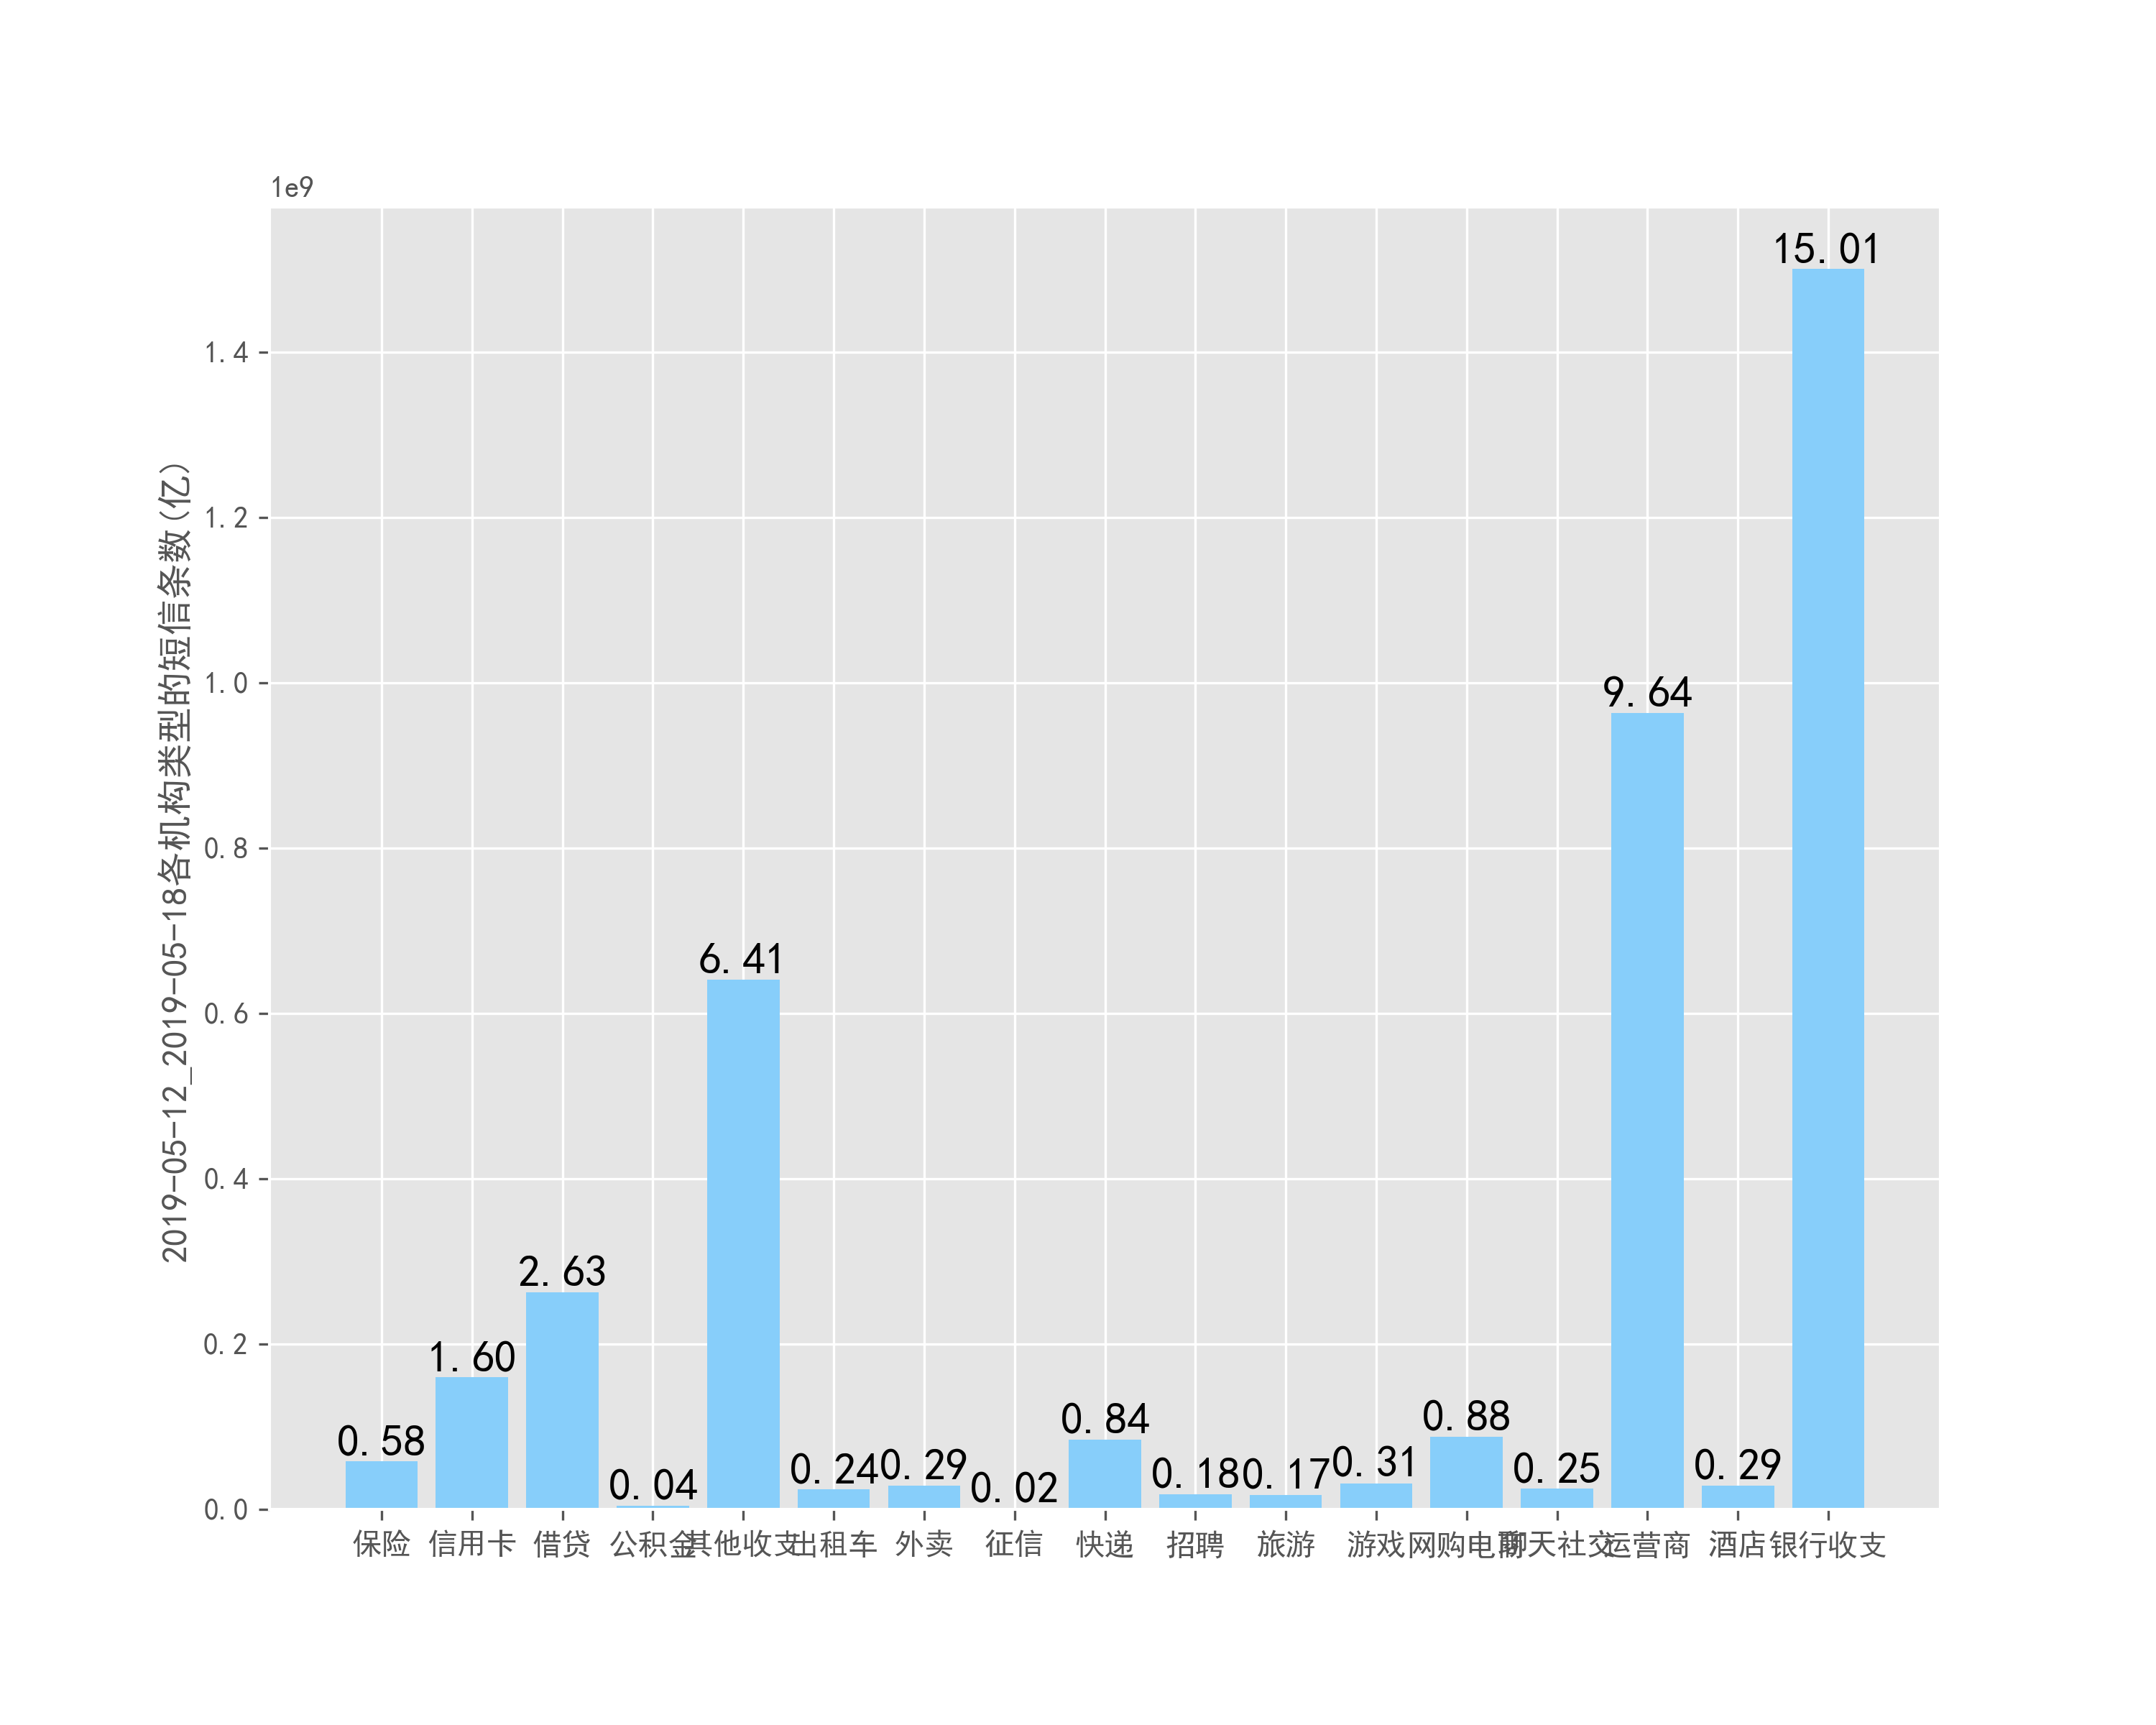 1e9
2019-05-12_2019-05-18各机构类型的短信条数(亿)
1.4
1.2
1.0
0.8
0.6
0.4
0.2
0.0
0.58
1.60
2.63
0.04
6.41
0.24
0.29
0.02
0.84
0.18
0.17
0.31
0.88
0.25
9.64
0.29
15.01
保险
信用卡
借贷
公积金
其他收支
出租车
外卖
征信
快递
招聘
旅游
游戏
网购电商
聊天社交
运营商
酒店
银行收支